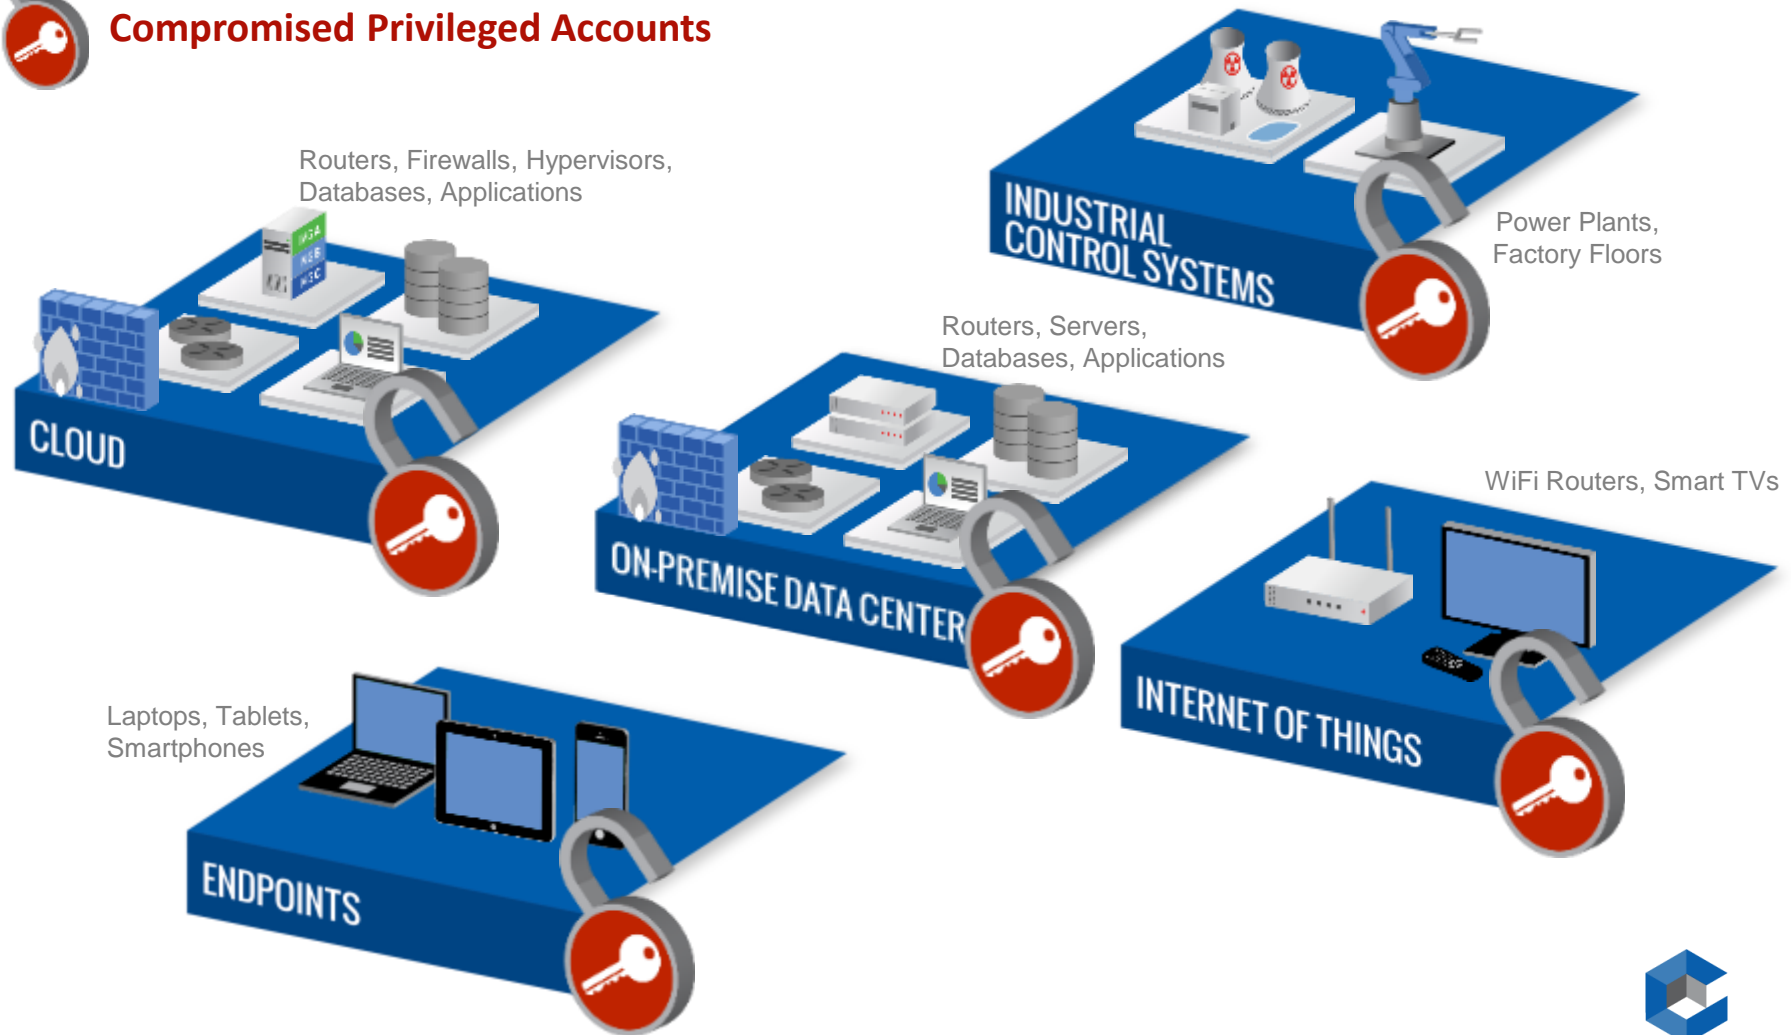 Compromised Privileged Accounts
Routers, Firewalls, Hypervisors,
Databases, Applications
CLOUD
INDUSTRIAL
CONTROL SYSTEMS
Power Plants,
Factory Floors
Routers, Servers,
Databases, Applications
ON-PREMISE DATA CENTER
WiFi Routers, Smart TVs
INTERNET OF THINGS
Laptops, Tablets,
Smartphones
ENDPOINTS